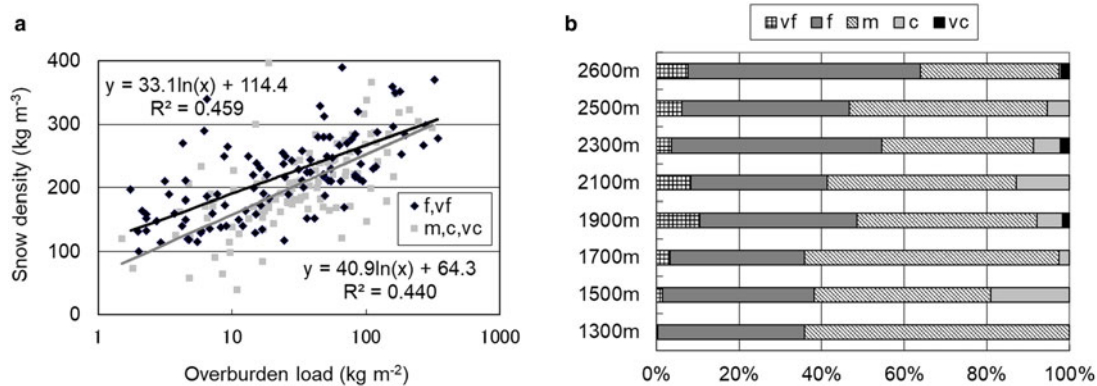 a
400
300
200
100
0
Snow density (kg m⁻³)
y = 33.1ln(x) + 114.4
R² = 0.459
f,vf
m,c,vc
y = 40.9ln(x) + 64.3
R² = 0.440
1 10 100 1000
Overburden load (kg m⁻²)
b
vf f m c vc
2600m
2500m
2300m
2100m
1900m
1700m
1500m
1300m
0% 20% 40% 60% 80% 100%